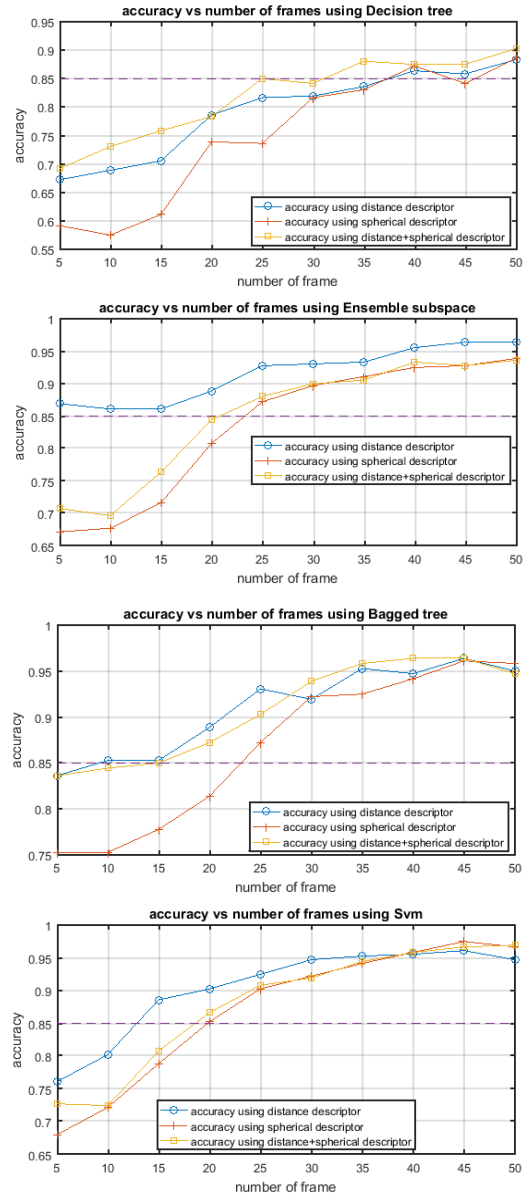 accuracy vs number of frames using Decision tree
0.95
0.9
0.85
0.8
0.75
0.7
0.65
0.6
0.55
accuracy
accuracy using distance descriptor
accuracy using spherical descriptor
accuracy using distance+spherical descriptor
5 10 15 20 25 30 35 40 45 50
number of frame
accuracy vs number of frames using Ensemble subspace
1
0.95
0.9
0.85
0.8
0.75
0.7
0.65
accuracy
accuracy using distance descriptor
accuracy using spherical descriptor
accuracy using distance+spherical descriptor
5 10 15 20 25 30 35 40 45 50
number of frame
accuracy vs number of frames using Bagged tree
1
0.95
0.9
0.85
0.8
0.75
accuracy
accuracy using distance descriptor
accuracy using spherical descriptor
accuracy using distance+spherical descriptor
5 10 15 20 25 30 35 40 45 50
number of frame
accuracy vs number of frames using Svm
1
0.95
0.9
0.85
0.8
0.75
0.7
0.65
accuracy
accuracy using distance descriptor
accuracy using spherical descriptor
accuracy using distance+spherical descriptor
5 10 15 20 25 30 35 40 45 50
number of frame